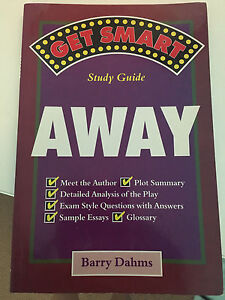 GET SMART
Study Guide
AWAY
Meet the Author Plot Summary
Detailed Analysis of the Play
Exam Style Questions with Answers
Sample Essays Glossary
Barry Dahms